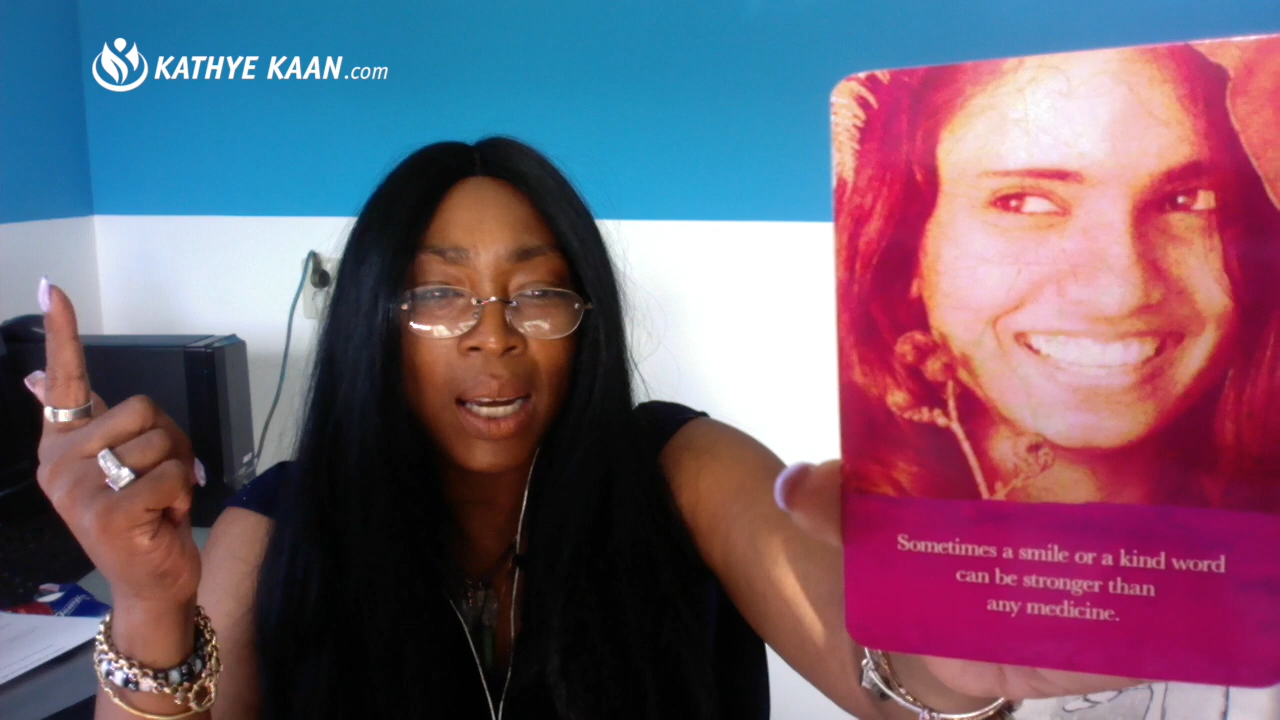 KATHYE KAAN.com
Sometimes a smile or a kind word
can be stronger than
any medicine.